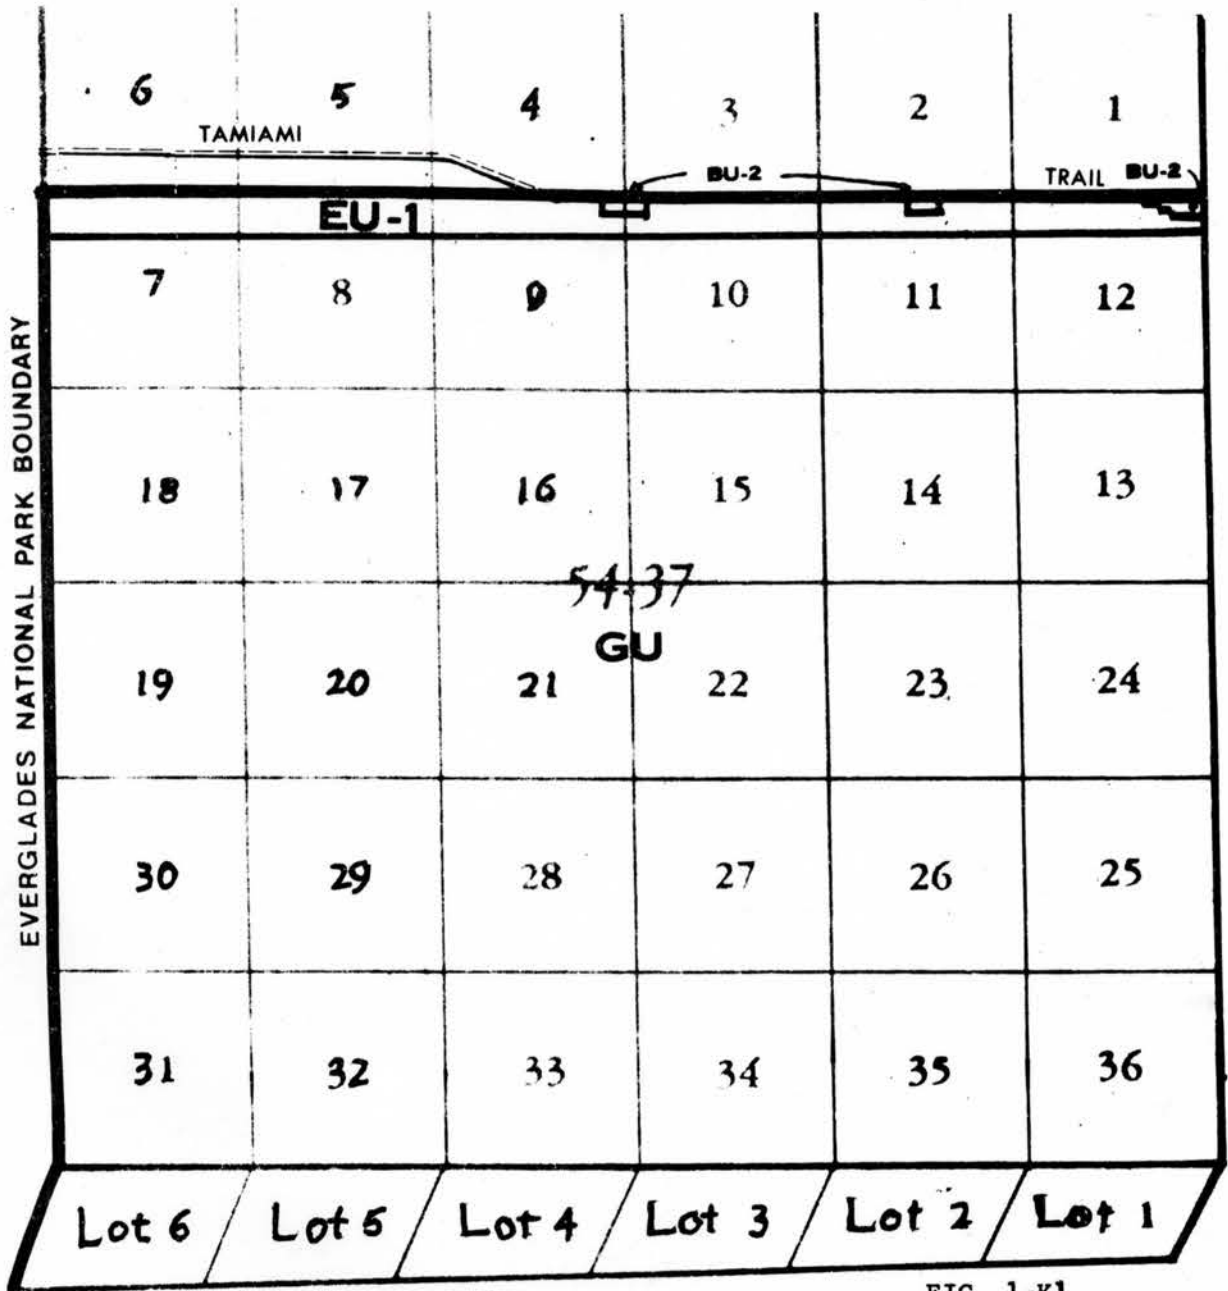 6 5 4 3 2 1
TAMIAMI
BU-2
TRAIL BU-2
EU-1
7 8 9 10 11 12
EVERGLADES NATIONAL PARK BOUNDARY
18 17 16 15 14 13
54-37
GU
19 20 21 22 23 24
30 29 28 27 26 25
31 32 33 34 35 36
Lot 6 Lot 5 Lot 4 Lot 3 Lot 2 Lot 1
FIG. 1-K1